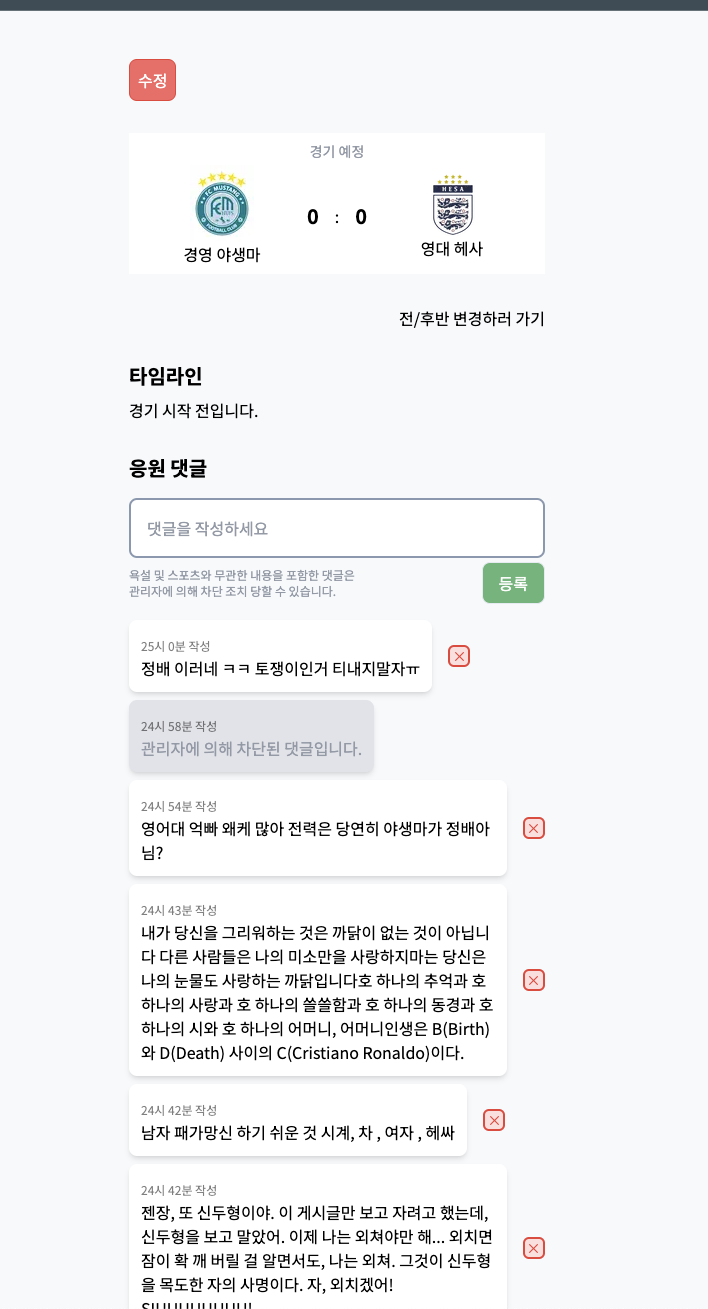 수정
경기 예정
FC MUSTANG
FOOTBALL CLUB
HESA
0 : 0
경영 야생마
영대 헤사
전/후반 변경하러 가기
타임라인
경기 시작 전입니다.
응원 댓글
댓글을 작성하세요
욕설 및 스포츠와 무관한 내용을 포함한 댓글은
관리자에 의해 차단 조치 당할 수 있습니다.
등록
25시 0분 작성
정배 이러네 ㅋㅋ 토쟁이인거 티내지말자ㅠ
24시 58분 작성
관리자에 의해 차단된 댓글입니다.
24시 54분 작성
영어대 억빠 왜케 많아 전력은 당연히 야생마가 정배아
님?
24시 43분 작성
내가 당신을 그리워하는 것은 까닭이 없는 것이 아닙니
다 다른 사람들은 나의 미소만을 사랑하지마는 당신은
나의 눈물도 사랑하는 까닭입니다호 하나의 추억과 호
하나의 사랑과 호 하나의 쓸쓸함과 호 하나의 동경과 호
하나의 시와 호 하나의 어머니, 어머니인생은 B(Birth)
와 D(Death) 사이의 C(Cristiano Ronaldo)이다.
24시 42분 작성
남자 패가망신 하기 쉬운 것 시계, 차 , 여자 , 헤싸
24시 42분 작성
젠장, 또 신두형이야. 이 게시글만 보고 자려고 했는데,
신두형을 보고 말았어. 이제 나는 외쳐야만 해... 외치면
잠이 확 깨 버릴 걸 알면서도, 나는 외쳐. 그것이 신두형
을 목도한 자의 사명이다. 자, 외치겠어!